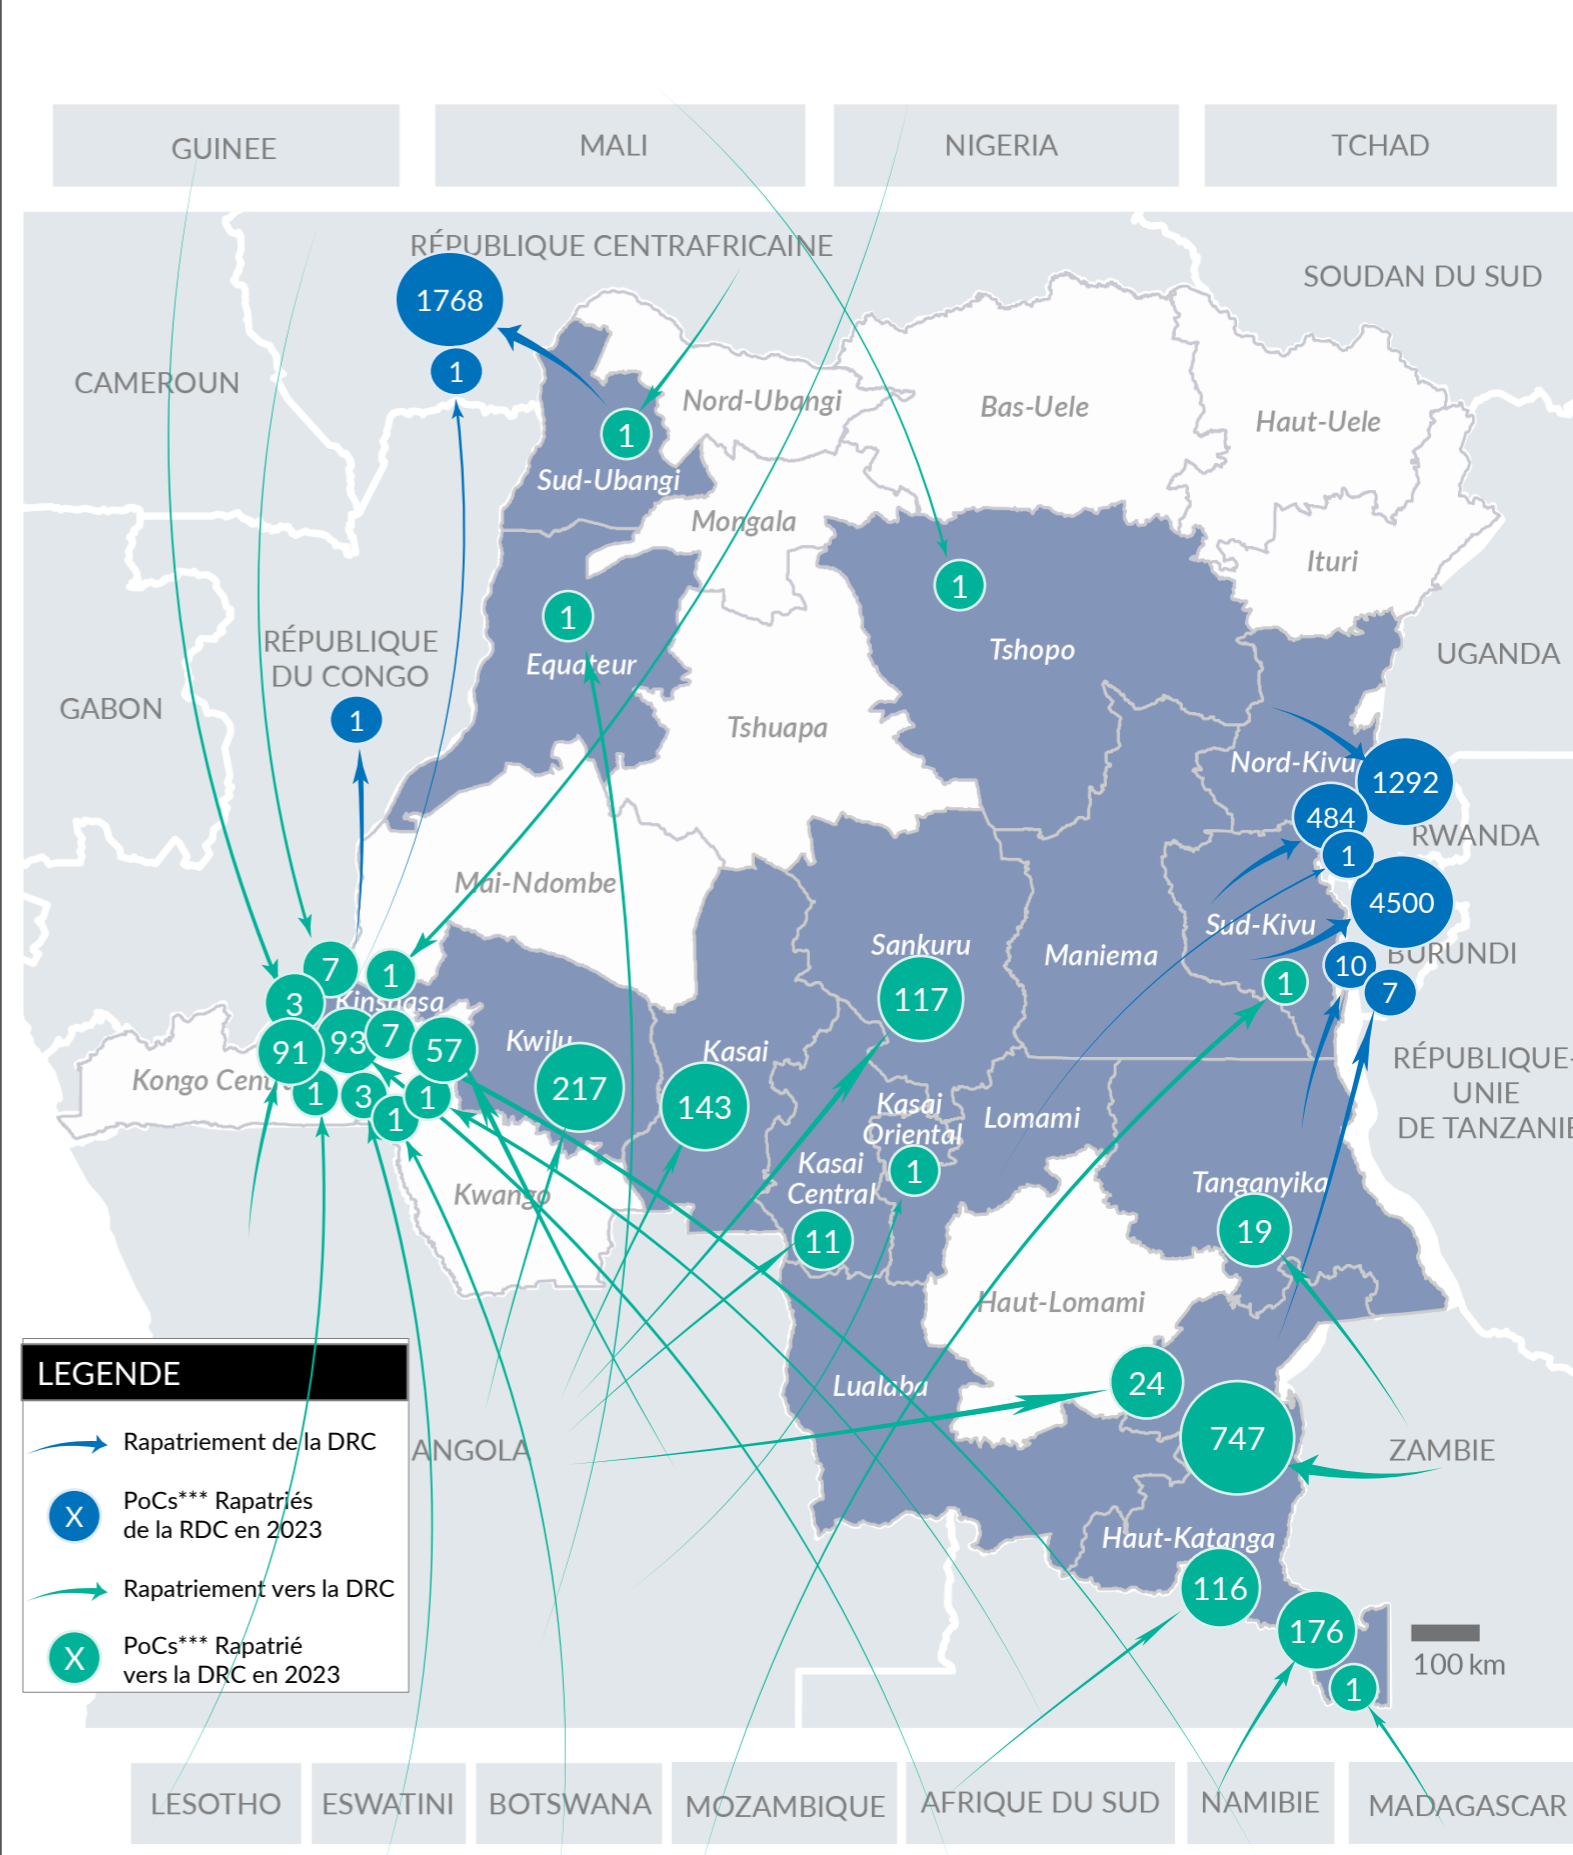 GUINEE
MALI
NIGERIA
TCHAD
RÉPUBLIQUE CENTRAFRICAINE
SOUDAN DU SUD
1768
1
CAMEROUN
Nord-Ubangi
Bas-Uele
Haut-Uele
1
Sud-Ubangi
Mongala
Ituri
1
1
RÉPUBLIQUE
DU CONGO
Equateur
Tshopo
UGANDA
GABON
1
Tshuapa
Nord-Kivu
1292
484
RWANDA
1
Mai-Ndombe
4500
Sud-Kivu
Sankuru
Maniema
BURUNDI
7
1
10
1
7
3
Kinshasa
117
93
7
57
91
Kwilu
Kasai
RÉPUBLIQUE-
UNIE
DE TANZANIE
Kongo Cent
1
3
1
1
217
143
Kasai
Oriental
Lomami
1
Kasai
Central
Kwango
Tanganyika
19
11
Haut-Lomami
LEGENDE
24
Lualaba
747
Rapatriement de la DRC
ANGOLA
ZAMBIE
X
PoCs*** Rapatriés
de la RDC en 2023
Haut-Katanga
Rapatriement vers la DRC
116
X
PoCs*** Rapatrié
vers la DRC en 2023
176
100 km
1
LESOTHO
ESWATINI
BOTSWANA
MOZAMBIQUE
AFRIQUE DU SUD
NAMIBIE
MADAGASCAR